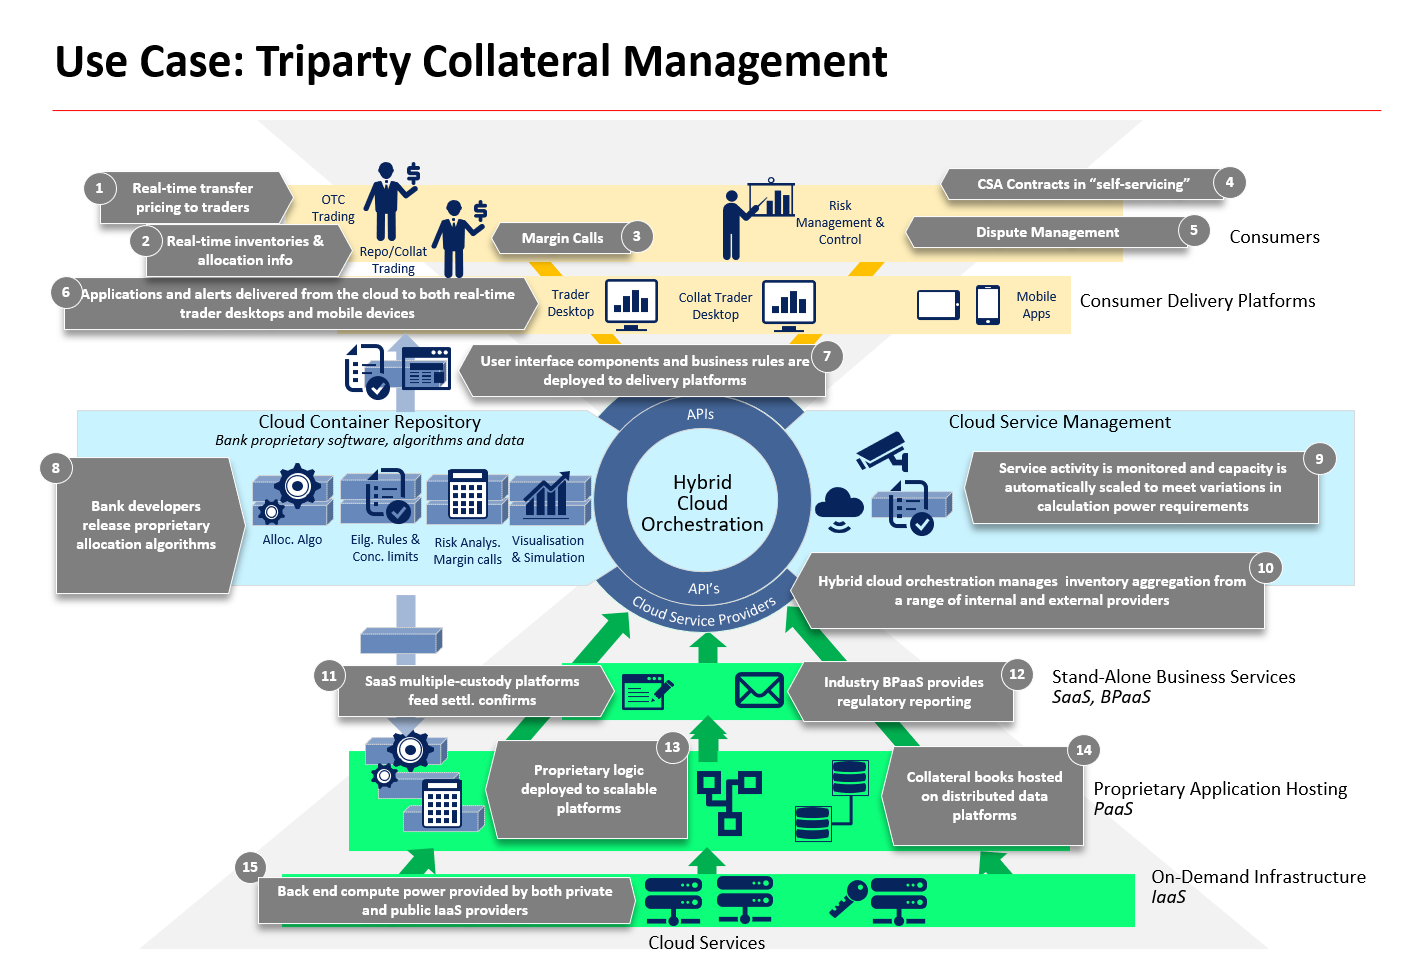 Use Case: Triparty Collateral Management
1
Real-time transfer
pricing to traders
OTC
Trading
2
Real-time inventories &
allocation info
Repo/Collat
Trading
Margin Calls
3
Risk
Management &
Control
CSA Contracts in “self-servicing”
4
Dispute Management
5
Consumers
6
Applications and alerts delivered from the cloud to both real-time
trader desktops and mobile devices
Trader
Desktop
Collat Trader
Desktop
Mobile
Apps
Consumer Delivery Platforms
User interface components and business rules are
deployed to delivery platforms
7
Cloud Container Repository
Bank proprietary software, algorithms and data
APIs
Cloud Service Management
8
Bank developers
release proprietary
allocation algorithms
Alloc. Algo
Eilg. Rules &
Conc. limits
Risk Analys.
Margin calls
Visualisation
& Simulation
Hybrid
Cloud
Orchestration
Service activity is monitored and capacity is
automatically scaled to meet variations in
calculation power requirements
9
API's
Cloud Service Providers
Hybrid cloud orchestration manages  inventory aggregation from
a range of internal and external providers
10
11
SaaS multiple-custody platforms
feed settl. confirms
Industry BPaaS provides
regulatory reporting
12
Stand-Alone Business Services
SaaS, BPaaS
Proprietary logic
deployed to scalable
platforms
13
Collateral books hosted
on distributed data
platforms
14
Proprietary Application Hosting
PaaS
15
Back end compute power provided by both private
and public IaaS providers
On-Demand Infrastructure
IaaS
Cloud Services